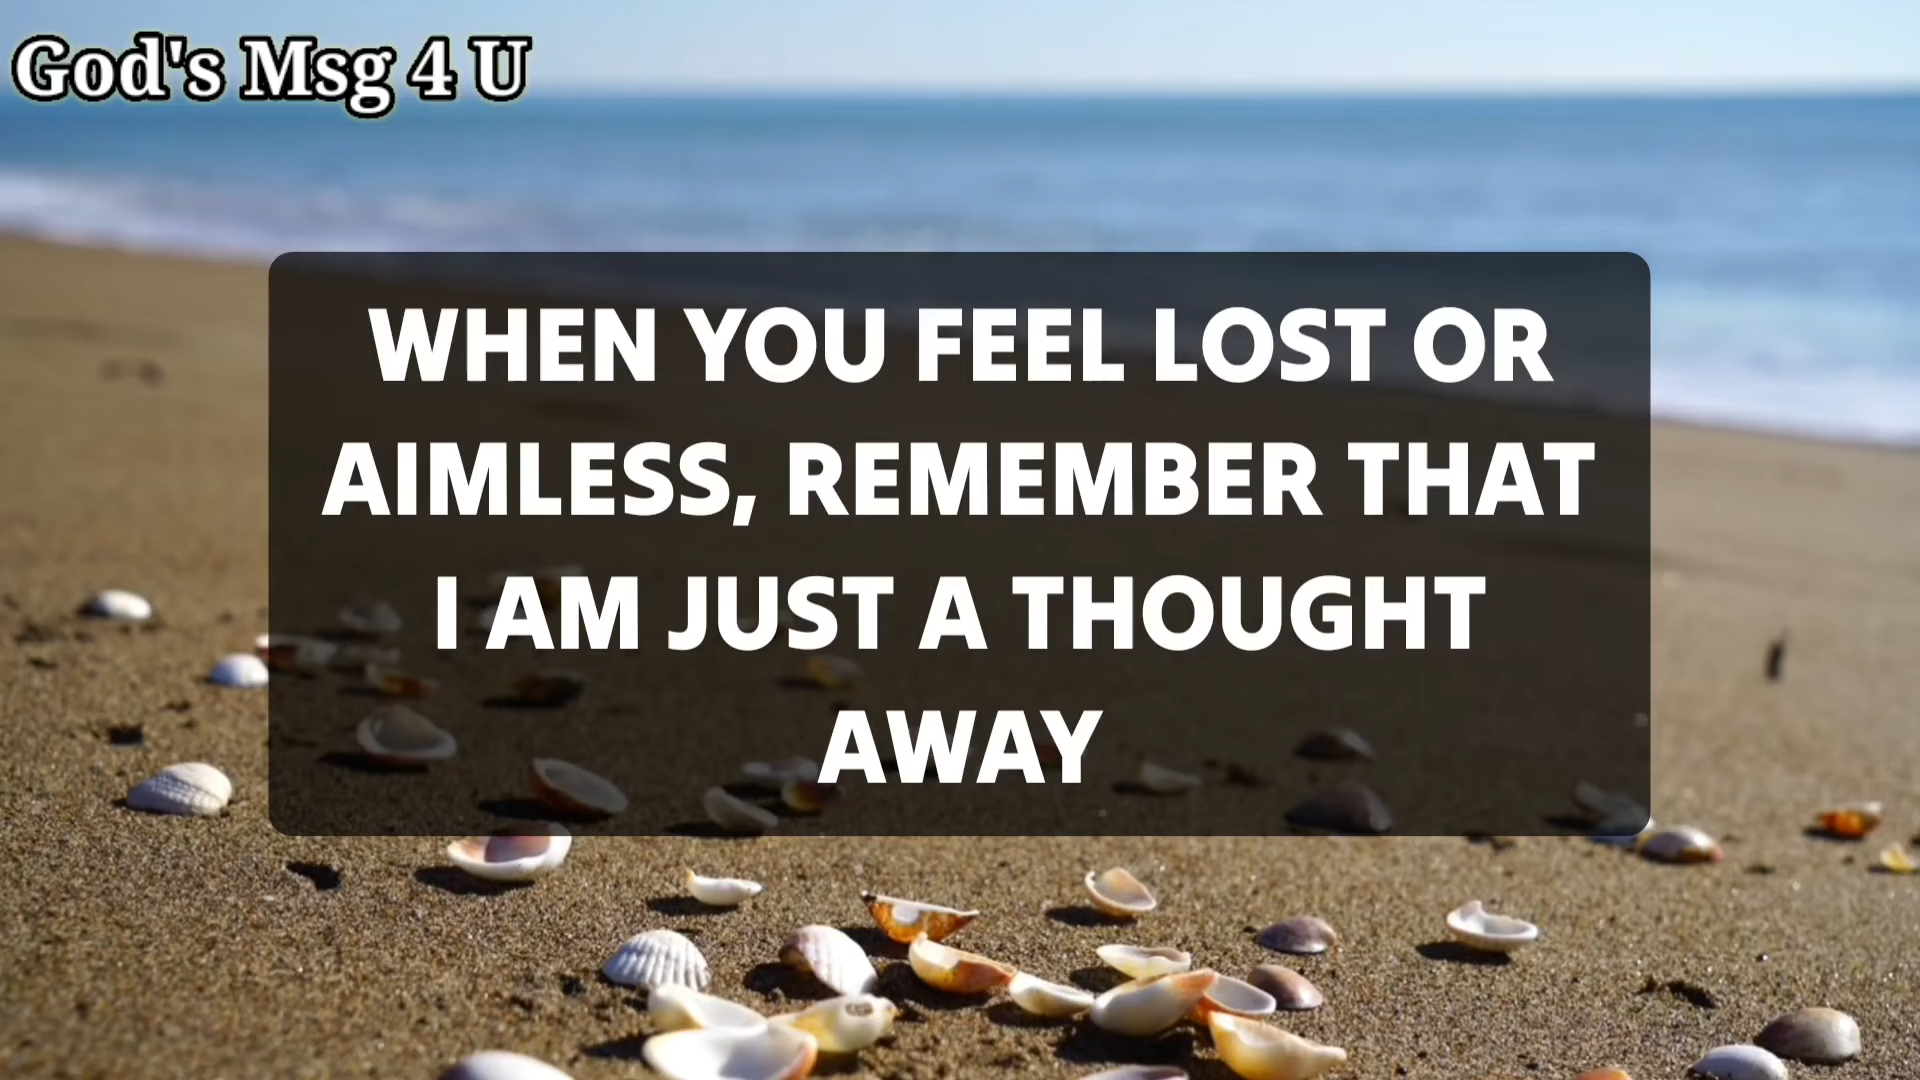 God's Msg 4 U
WHEN YOU FEEL LOST OR
AIMLESS, REMEMBER THAT
I AM JUST A THOUGHT
AWAY